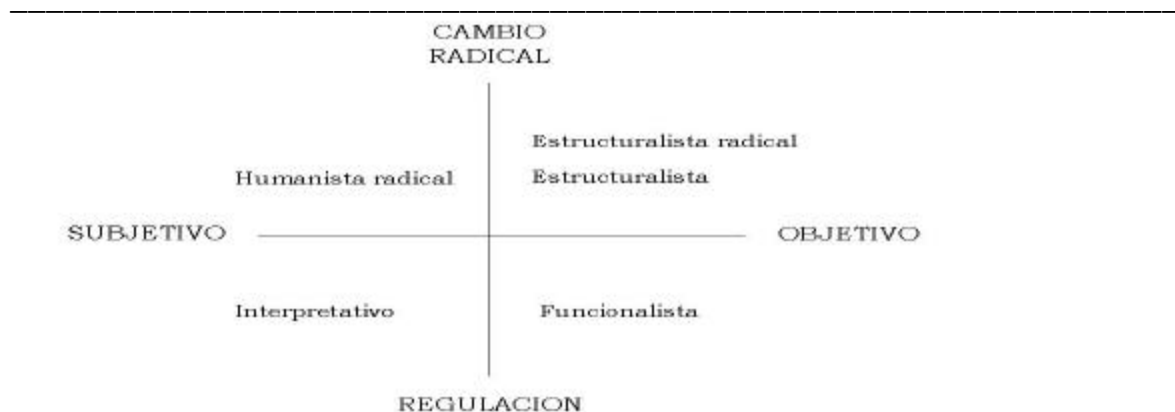 CAMBIO
RADICAL
Estructuralista radical
Humanista radical
Estructuralista
SUBJETIVO
OBJETIVO
Interpretativo
Funcionalista
REGULACION